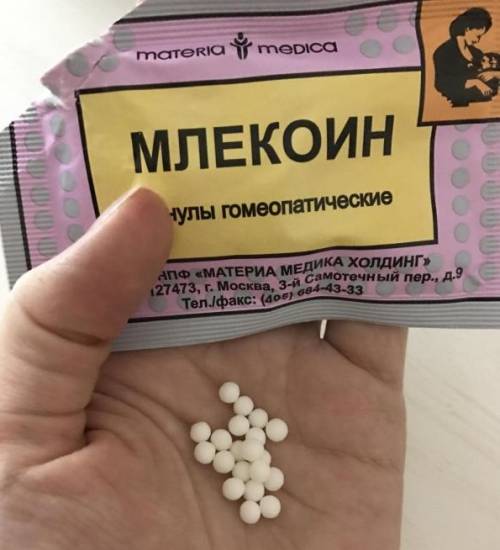 materia medica
МЛЕКОИН
нулы гомеопатические
НПФ «МАТЕРИА МЕДИКА ХОЛДИНГ»
127473, г. Москва, 3-й Самотечный пер., д.9
Тел./факс: (495) 684-43-33